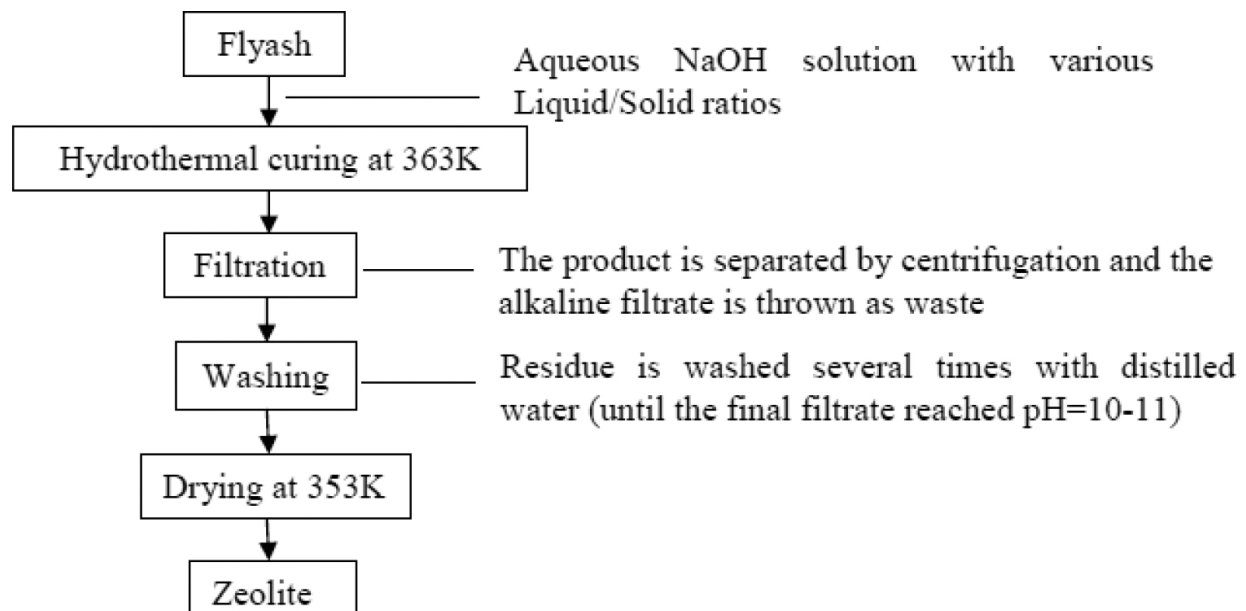 Flyash
Aqueous NaOH solution with various
Liquid/Solid ratios
Hydrothermal curing at 363K
Filtration
The product is separated by centrifugation and the
alkaline filtrate is thrown as waste
Washing
Residue is washed several times with distilled
water (until the final filtrate reached pH=10-11)
Drying at 353K
Zeolite